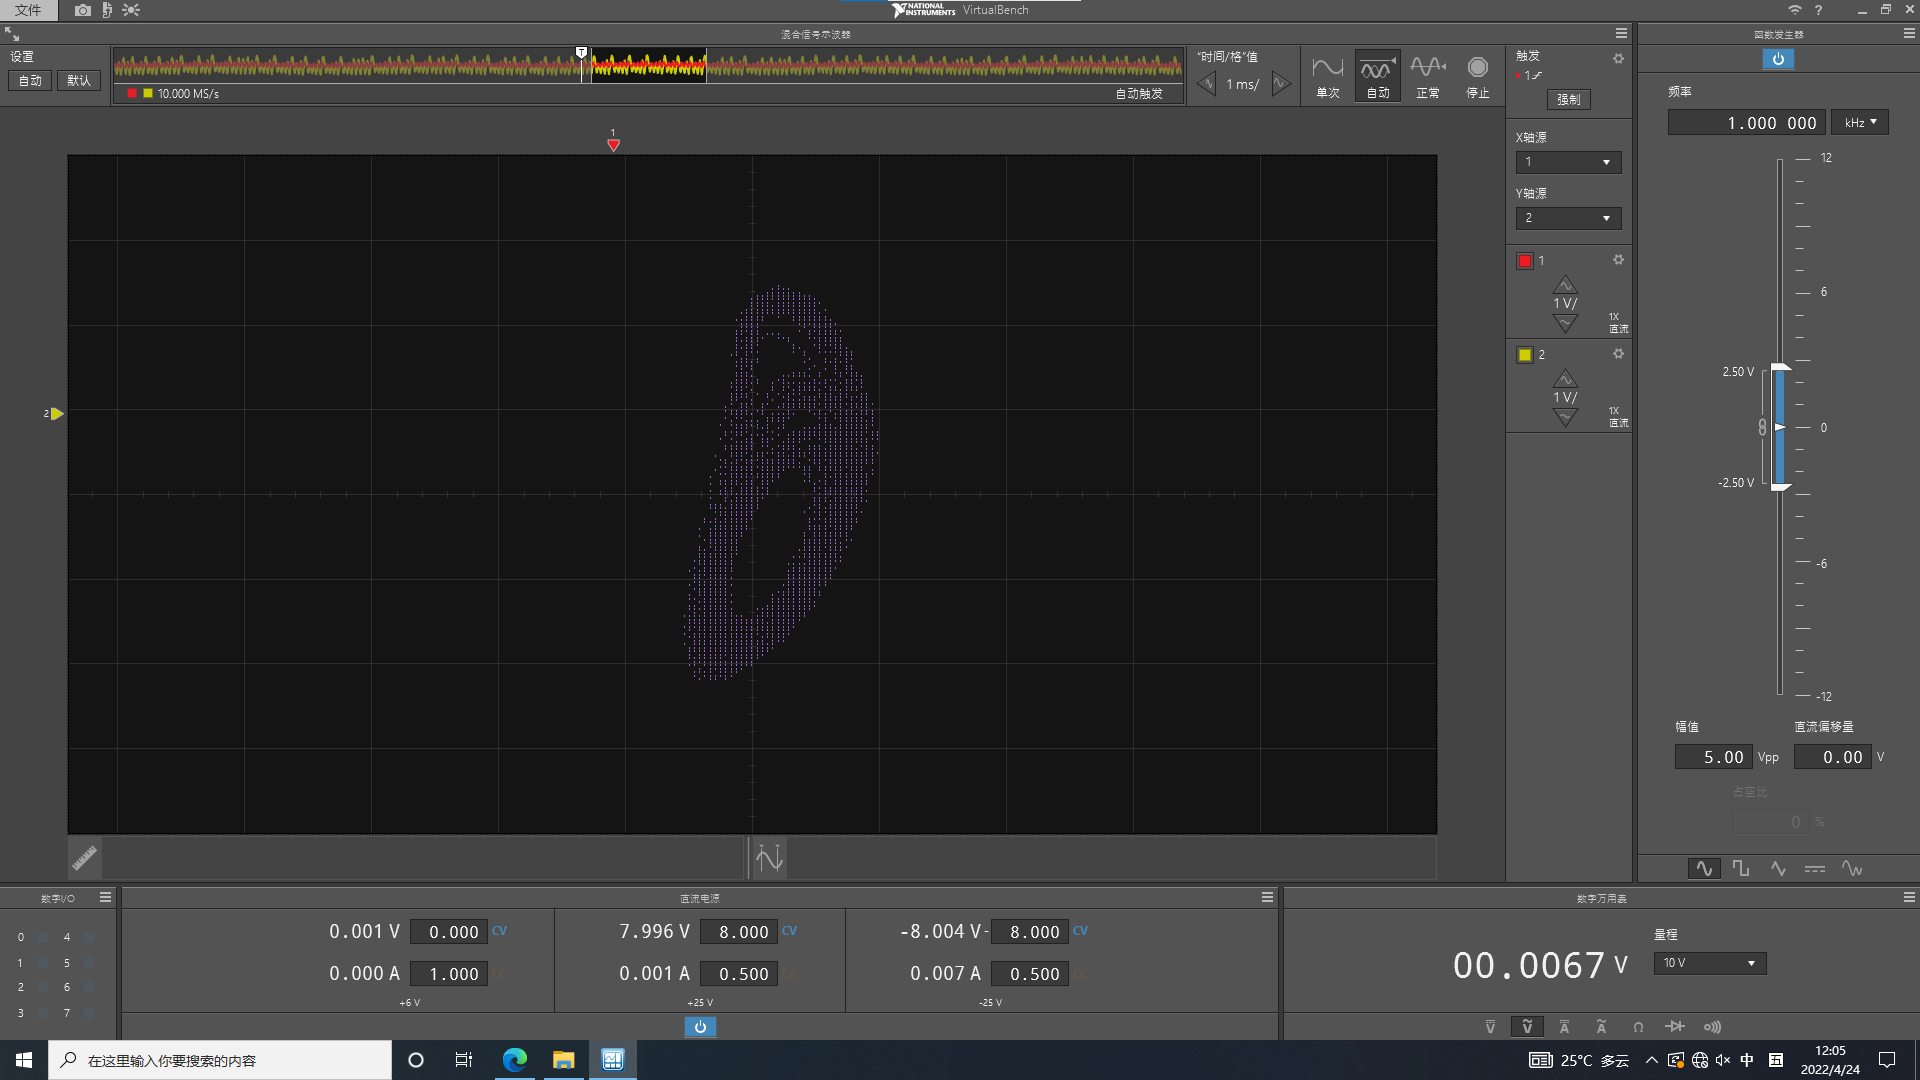 文件
NATIONAL INSTRUMENTS VirtualBench
混合信号示波器
函数发生器
设置
自动
默认
10.000 MS/s
自动触发
"时间/格"值
1 ms/
单次
自动
正常
停止
触发
1
强制
X轴源
1
Y轴源
2
1
1 V/
1X
直流
2
1 V/
1X
直流
1
2
频率
1.000 000
kHz
12
6
2.50 V
0
-2.50 V
-6
-12
幅值
直流偏移量
5.00 Vpp
0.00 V
占空比
0 %
数字I/O
0 4
1 5
2 6
3 7
直流电源
0.001 V 0.000 CV
0.000 A 1.000 CC
+6 V
7.996 V 8.000 CV
0.001 A 0.500 CC
+25 V
-8.004 V - 8.000 CV
0.007 A 0.500 CC
-25 V
数字万用表
00.0067 V
量程
10 V
V V A A Ω
在这里输入你要搜索的内容
25°C 多云
中
12:05
2022/4/24